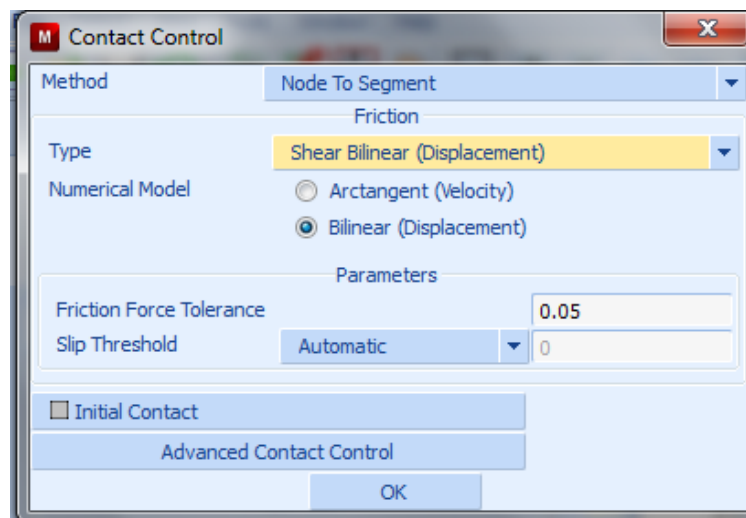 M Contact Control X
Method Node To Segment
Friction
Type Shear Bilinear (Displacement)
Numerical Model Arctangent (Velocity)
Bilinear (Displacement)
Parameters
Friction Force Tolerance 0.05
Slip Threshold Automatic 0
Initial Contact
Advanced Contact Control
OK